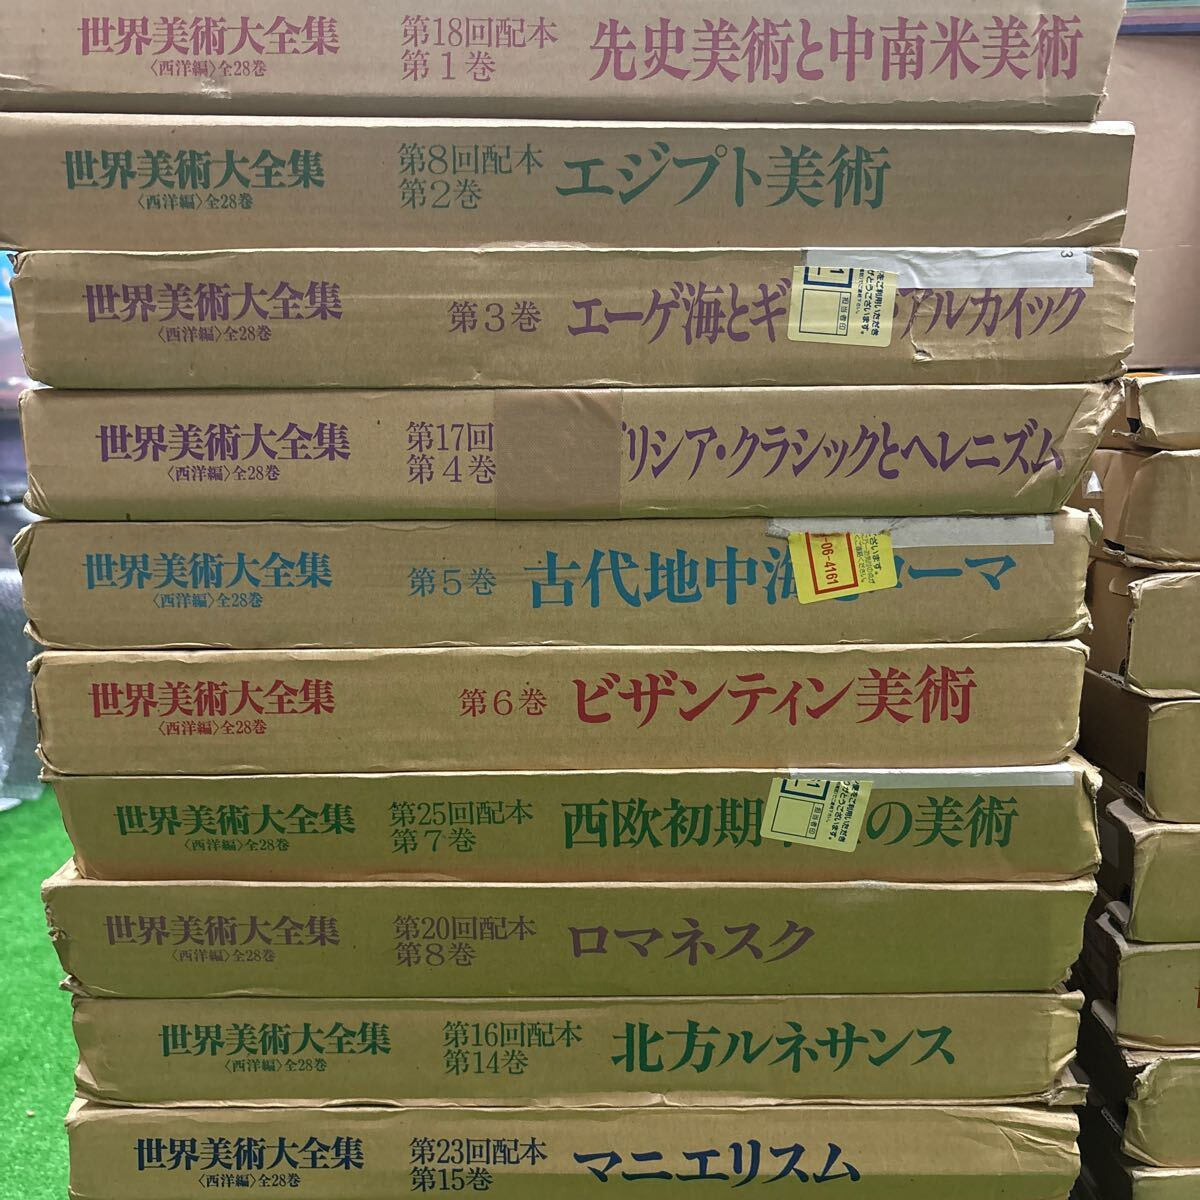 世界美術大全集
〈西洋編〉全28巻
第18回配本
第1巻
先史美術と中南米美術
世界美術大全集
〈西洋編〉全28巻
第8回配本
第2巻
エジプト美術
世界美術大全集
〈西洋編〉全28巻
第3巻
エーゲ海とギ
アルカイック
担当者印
世界美術大全集
〈西洋編〉全28巻
第17回
第4巻
リシア・クラシックとヘレニズム
世界美術大全集
〈西洋編〉全28巻
第5巻
古代地中海
ーマ
-06-4161
ございます。
世界美術大全集
〈西洋編〉全28巻
第6巻
ビザンティン美術
世界美術大全集
〈西洋編〉全28巻
第25回配本
第7巻
西欧初期
の美術
担当者印
世界美術大全集
〈西洋編〉全28巻
第20回配本
第8巻
ロマネスク
世界美術大全集
〈西洋編〉全28巻
第16回配本
第14巻
北方ルネサンス
世界美術大全集
〈西洋編〉全28巻
第23回配本
第15巻
マニエリスム